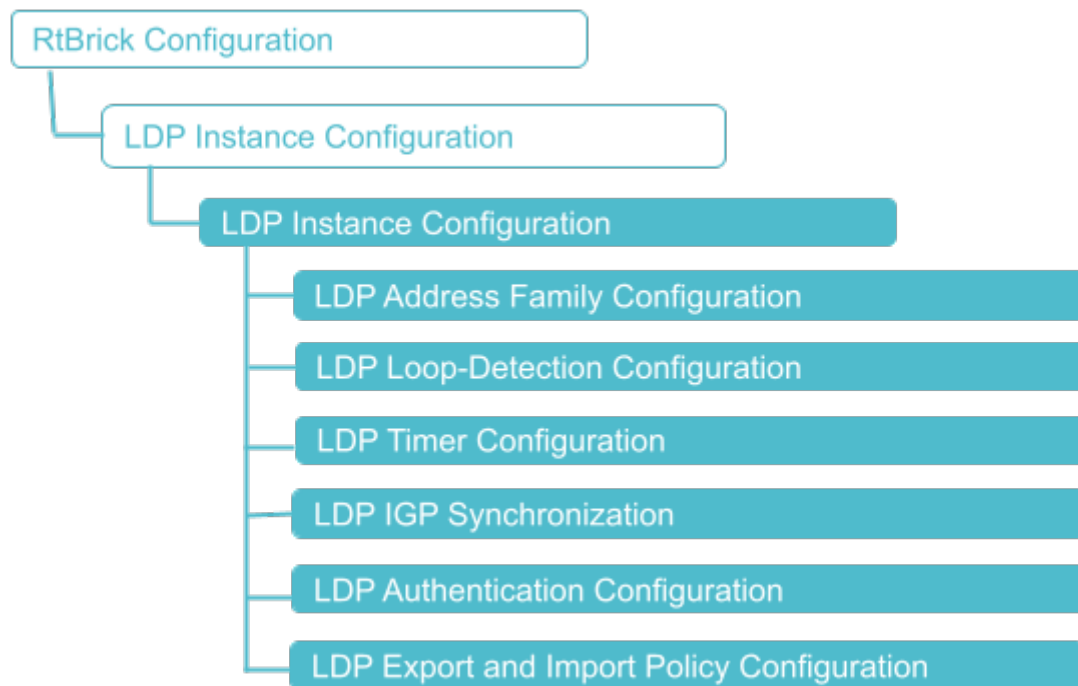 RtBrick Configuration
LDP Instance Configuration
LDP Instance Configuration
LDP Address Family Configuration
LDP Loop-Detection Configuration
LDP Timer Configuration
LDP IGP Synchronization
LDP Authentication Configuration
LDP Export and Import Policy Configuration